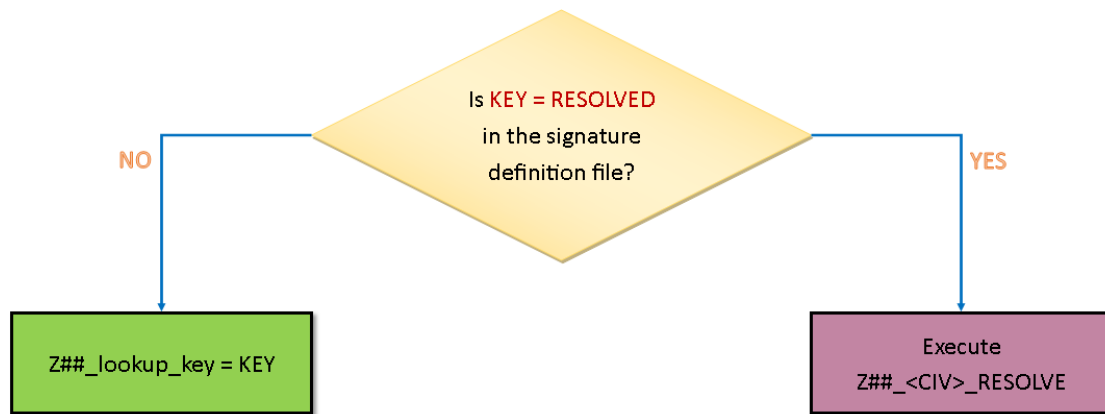 Is KEY = RESOLVED
in the signature
definition file?
NO
YES
Z##_lookup_key = KEY
Execute
Z##_<CIV>_RESOLVE